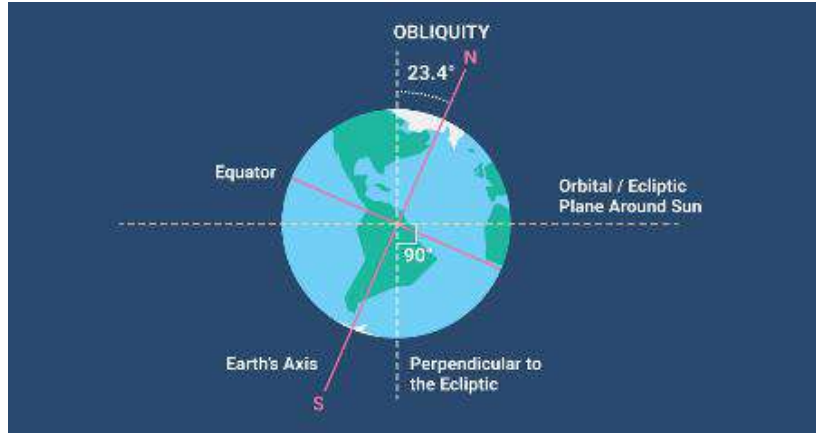 OBLIQUITY
N
23.4°
Equator
Orbital / Ecliptic
Plane Around Sun
90°
Earth's Axis
Perpendicular to
the Ecliptic
S